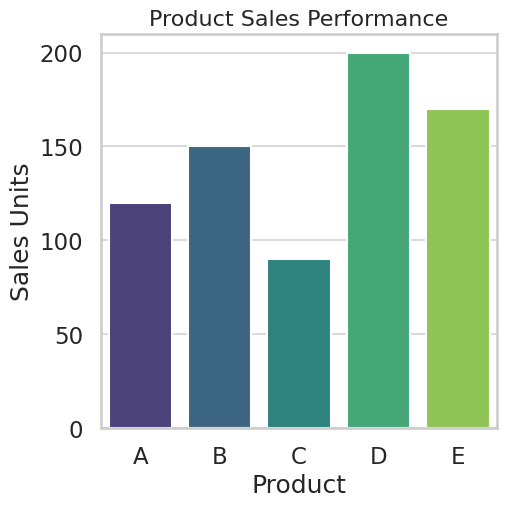 Product Sales Performance
200
150
100
50
0
Sales Units
A B C D E
Product